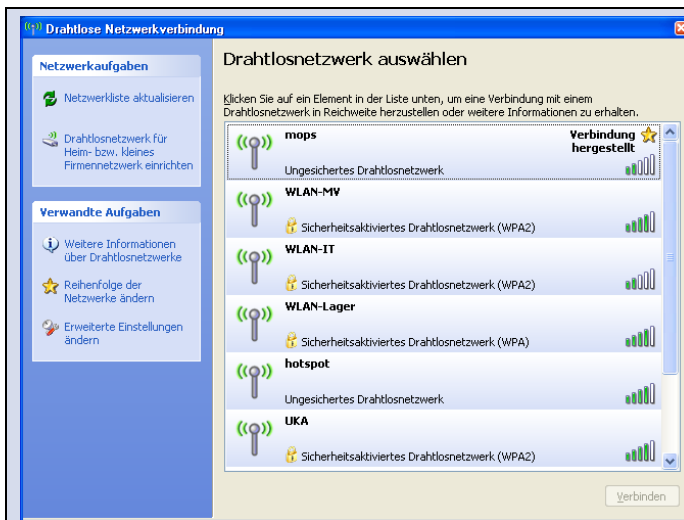 Drahtlose Netzwerkverbindung
Netzwerkaufgaben
Netzwerkliste aktualisieren
Drahtlosnetzwerk für
Heim- bzw. kleines
Firmennetzwerk einrichten
Verwandte Aufgaben
Weitere Informationen
über Drahtlosnetzwerke
Reihenfolge der
Netzwerke ändern
Erweiterte Einstellungen
ändern
Drahtlosnetzwerk auswählen
Klicken Sie auf ein Element in der Liste unten, um eine Verbindung mit einem
Drahtlosnetzwerk in Reichweite herzustellen oder weitere Informationen zu erhalten.
mops
Verbindung
hergestellt
Ungesichertes Drahtlosnetzwerk
WLAN-MV
Sicherheitsaktiviertes Drahtlosnetzwerk (WPA2)
WLAN-IT
Sicherheitsaktiviertes Drahtlosnetzwerk (WPA2)
WLAN-Lager
Sicherheitsaktiviertes Drahtlosnetzwerk (WPA)
hotspot
Ungesichertes Drahtlosnetzwerk
UKA
Sicherheitsaktiviertes Drahtlosnetzwerk (WPA2)
Verbinden